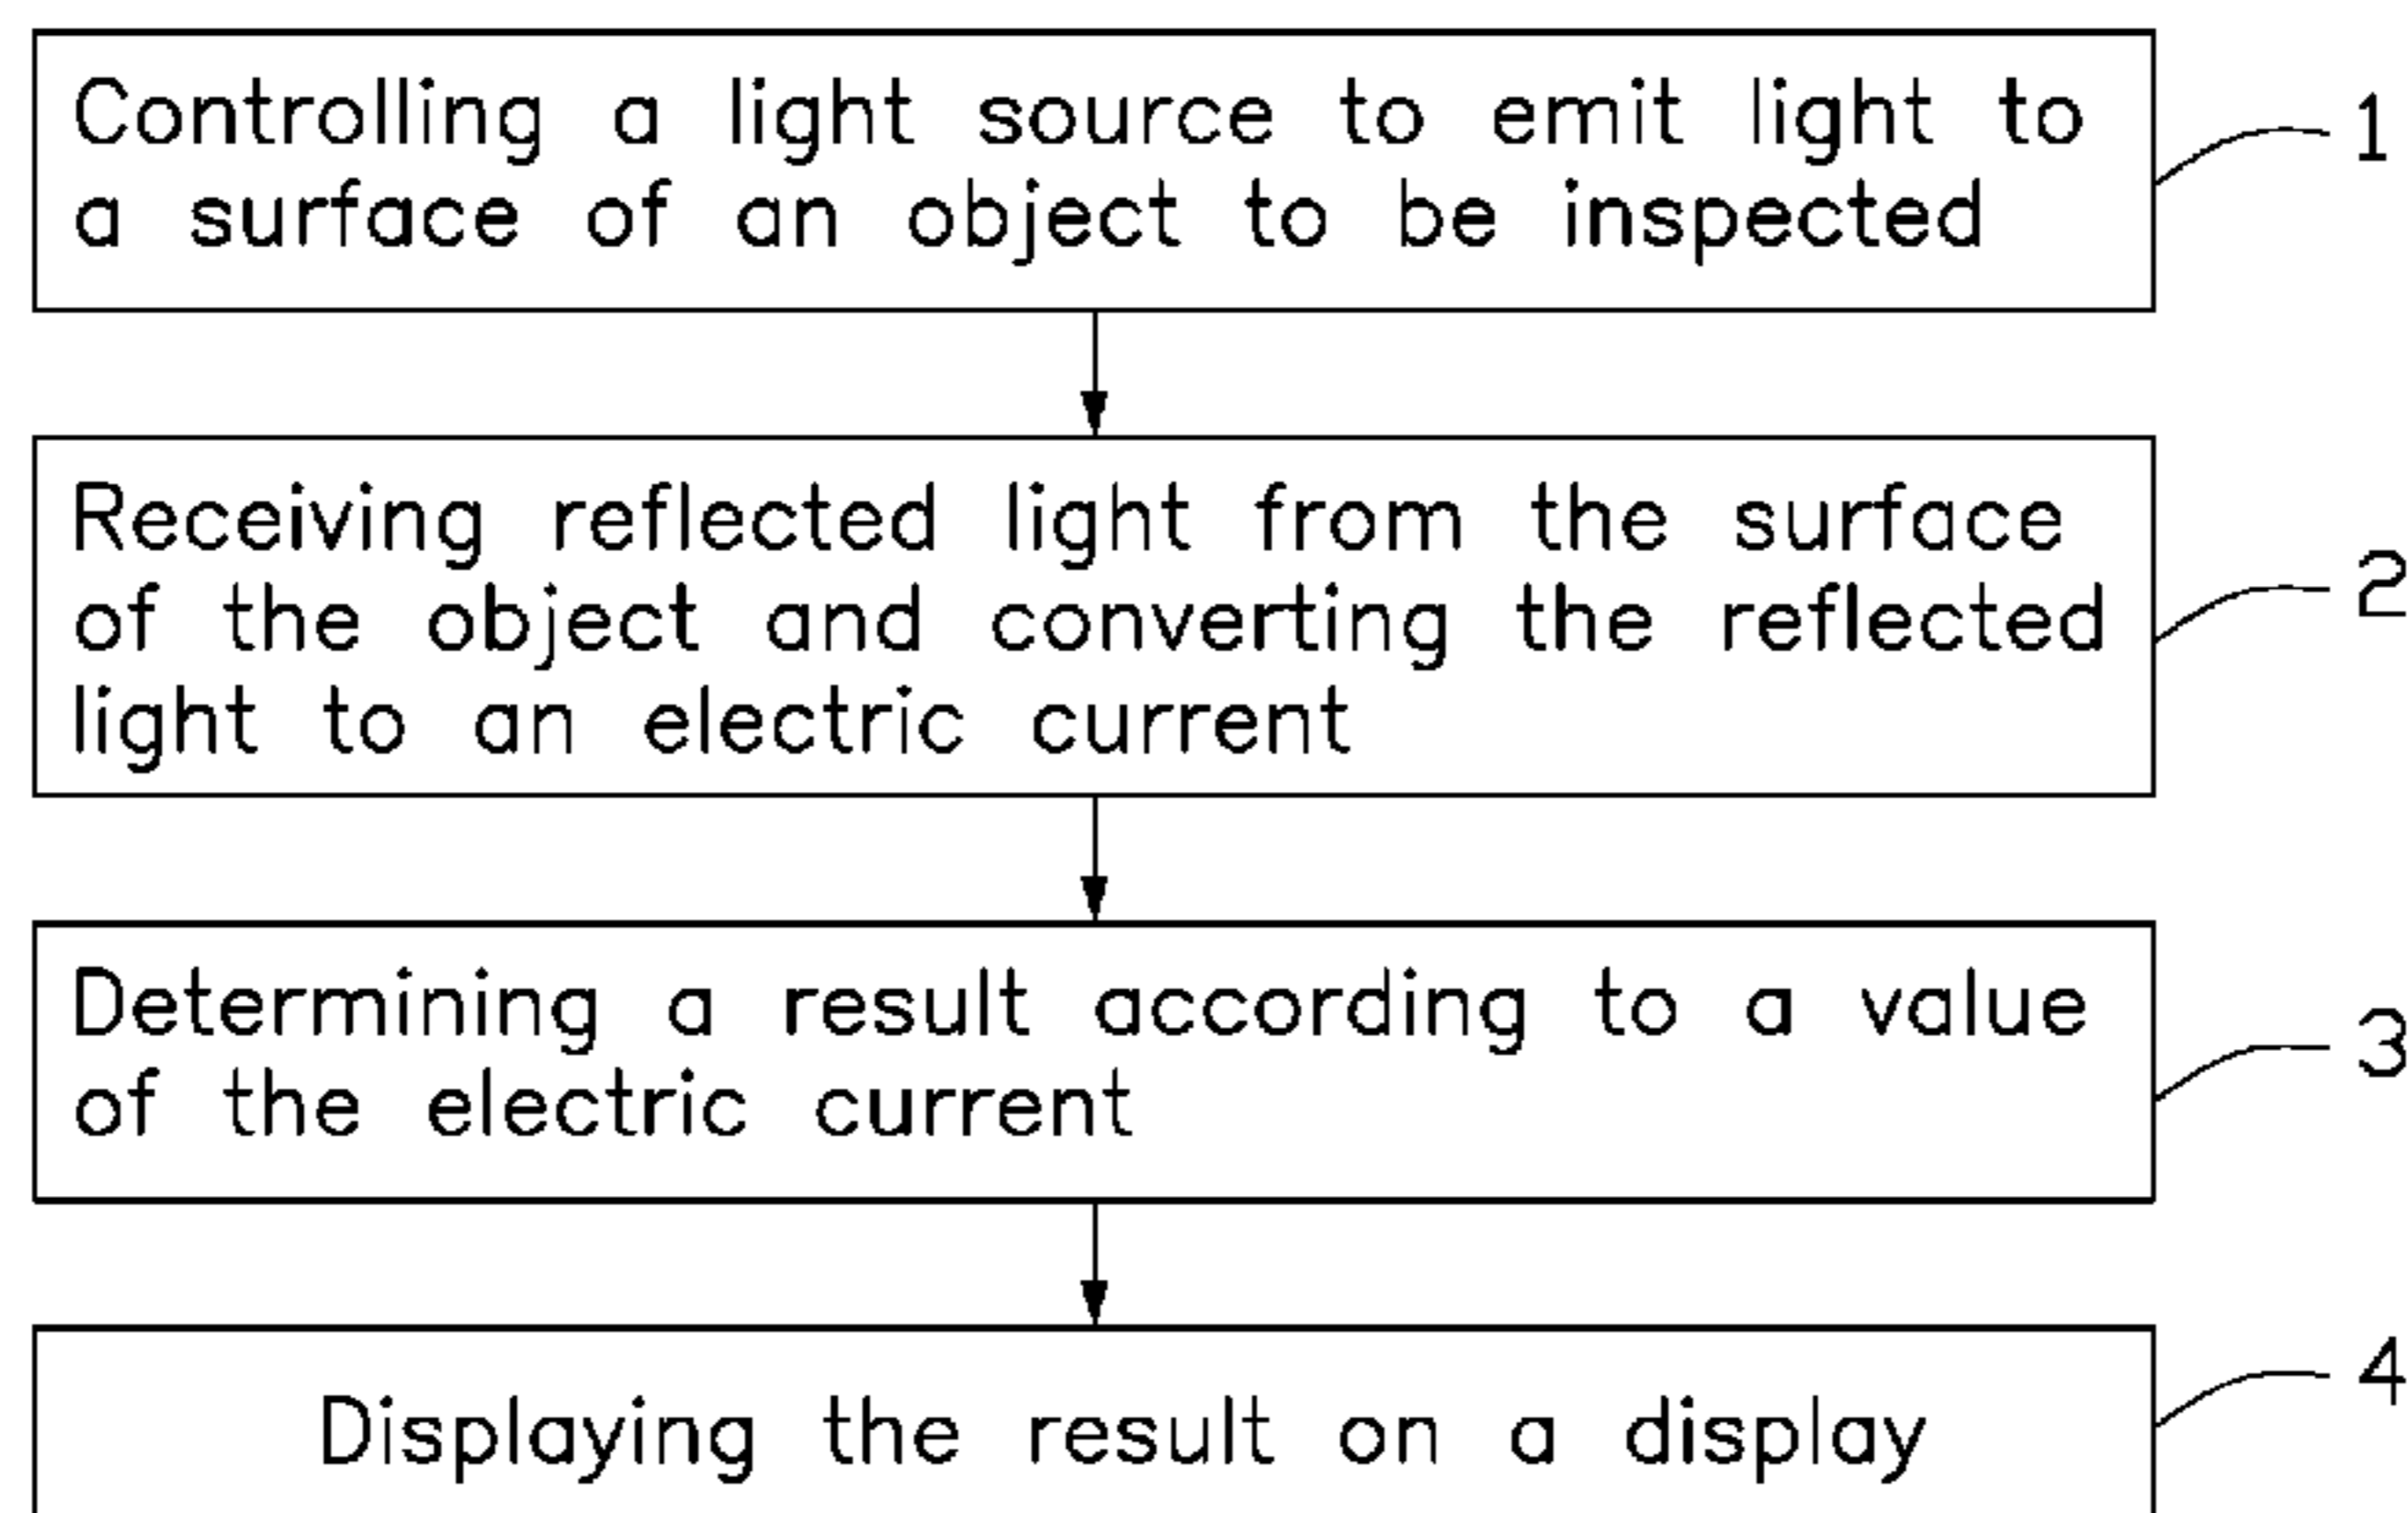 Controlling a light source to emit light to
a surface of an object to be inspected
1
Receiving reflected light from the surface
of the object and converting the reflected
light to an electric current
2
Determining a result according to a value
of the electric current
3
Displaying the result on a display
4